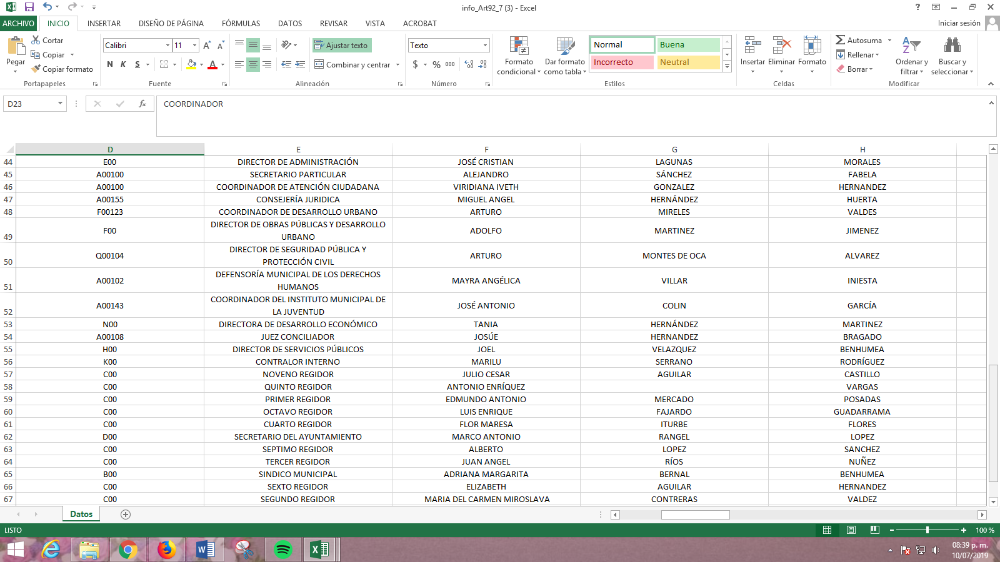 info_Art92_7 (3) - Excel
ARCHIVO INICIO INSERTAR DISEÑO DE PÁGINA FÓRMULAS DATOS REVISAR VISTA ACROBAT Iniciar sesión
Pegar
Cortar
Copiar
Copiar formato
Portapapeles
Calibri 11
N K S
Fuente
Ajustar texto
Combinar y centrar
Alineación
Texto
$ % 000
Número
Formato condicional
Dar formato como tabla
Normal Buena
Incorrecto Neutral
Estilos
Insertar Eliminar Formato
Celdas
Autosuma
Rellenar
Borrar
Ordenar y filtrar
Buscar y seleccionar
Modificar
D23 fx COORDINADOR
D E F G H
44 E00 DIRECTOR DE ADMINISTRACIÓN JOSÉ CRISTIAN LAGUNAS MORALES
45 A00100 SECRETARIO PARTICULAR ALEJANDRO SÁNCHEZ FABELA
46 A00100 COORDINADOR DE ATENCIÓN CIUDADANA VIRIDIANA IVETH GONZALEZ HERNANDEZ
47 A00155 CONSEJERÍA JURIDICA MIGUEL ANGEL HERNÁNDEZ HUERTA
48 F00123 COORDINADOR DE DESARROLLO URBANO ARTURO MIRELES VALDES
49 F00 DIRECTOR DE OBRAS PÚBLICAS Y DESARROLLO URBANO ADOLFO MARTINEZ JIMENEZ
50 Q00104 DIRECTOR DE SEGURIDAD PÚBLICA Y PROTECCIÓN CIVIL ARTURO MONTES DE OCA ALVAREZ
51 A00102 DEFENSORÍA MUNICIPAL DE LOS DERECHOS HUMANOS MAYRA ANGÉLICA VILLAR INIESTA
52 A00143 COORDINADOR DEL INSTITUTO MUNICIPAL DE LA JUVENTUD JOSÉ ANTONIO COLIN GARCÍA
53 N00 DIRECTORA DE DESARROLLO ECONÓMICO TANIA HERNÁNDEZ MARTINEZ
54 A00108 JUEZ CONCILIADOR JOSÚE HERNANDEZ BRAGADO
55 H00 DIRECTOR DE SERVICIOS PÚBLICOS JOEL VELAZQUEZ BENHUMEA
56 K00 CONTRALOR INTERNO MARILU SERRANO RODRÍGUEZ
57 C00 NOVENO REGIDOR JULIO CESAR AGUILAR CASTILLO
58 C00 QUINTO REGIDOR ANTONIO ENRÍQUEZ VARGAS
59 C00 PRIMER REGIDOR EDMUNDO ANTONIO MERCADO POSADAS
60 C00 OCTAVO REGIDOR LUIS ENRIQUE FAJARDO GUADARRAMA
61 C00 CUARTO REGIDOR FLOR MARESA ITURBE FLORES
62 D00 SECRETARIO DEL AYUNTAMIENTO MARCO ANTONIO RANGEL LOPEZ
63 C00 SEPTIMO REGIDOR ALBERTO LOPEZ SANCHEZ
64 C00 TERCER REGIDOR JUAN ANGEL RÍOS NUÑEZ
65 B00 SINDICO MUNICIPAL ADRIANA MARGARITA BERNAL BENHUMEA
66 C00 SEXTO REGIDOR ELIZABETH AGUILAR HERNANDEZ
67 C00 SEGUNDO REGIDOR MARIA DEL CARMEN MIROSLAVA CONTRERAS VALDEZ
Datos
LISTO 100 %
08:39 p. m.
10/07/2019